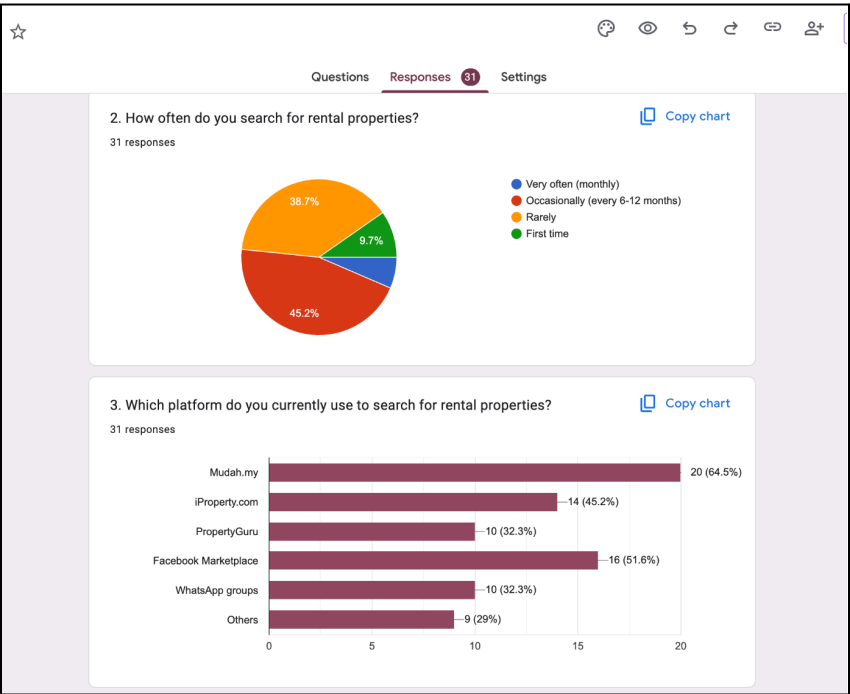 Questions Responses 31 Settings
2. How often do you search for rental properties?
Copy chart
31 responses
38.7%
9.7%
45.2%
Very often (monthly)
Occasionally (every 6-12 months)
Rarely
First time
3. Which platform do you currently use to search for rental properties?
Copy chart
31 responses
Mudah.my 20 (64.5%)
iProperty.com 14 (45.2%)
PropertyGuru 10 (32.3%)
Facebook Marketplace 16 (51.6%)
WhatsApp groups 10 (32.3%)
Others 9 (29%)
0 5 10 15 20